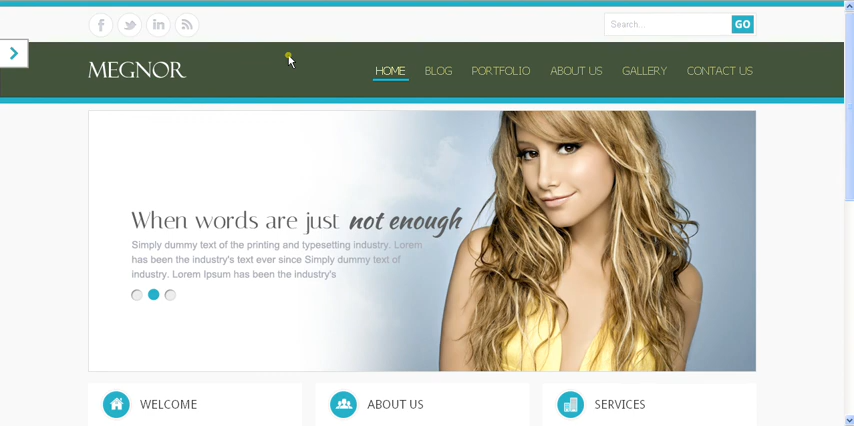 Search...
GO
MEGNOR
HOME
BLOG
PORTFOLIO
ABOUT US
GALLERY
CONTACT US
When words are just not enough
Simply dummy text of the printing and typesetting industry. Lorem
has been the industry's text ever since Simply dummy text of
industry. Lorem Ipsum has been the industry's
WELCOME
ABOUT US
SERVICES